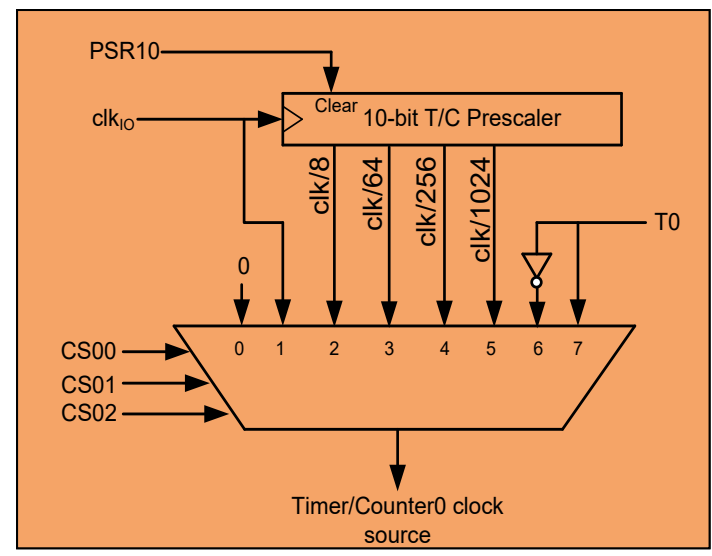 PSR10
Clear
10-bit T/C Prescaler
clk_IO
clk/8
clk/64
clk/256
clk/1024
T0
0
0 1 2 3 4 5 6 7
CS00
CS01
CS02
Timer/Counter0 clock
source